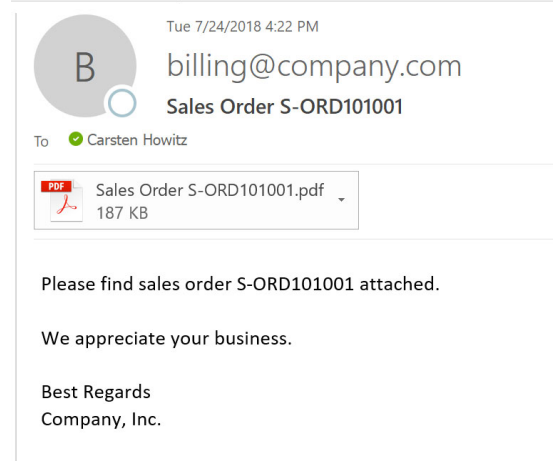 Tue 7/24/2018 4:22 PM
B
billing@company.com
Sales Order S-ORD101001
To Carsten Howitz
PDF
Sales Order S-ORD101001.pdf
187 KB
Please find sales order S-ORD101001 attached.
We appreciate your business.
Best Regards
Company, Inc.